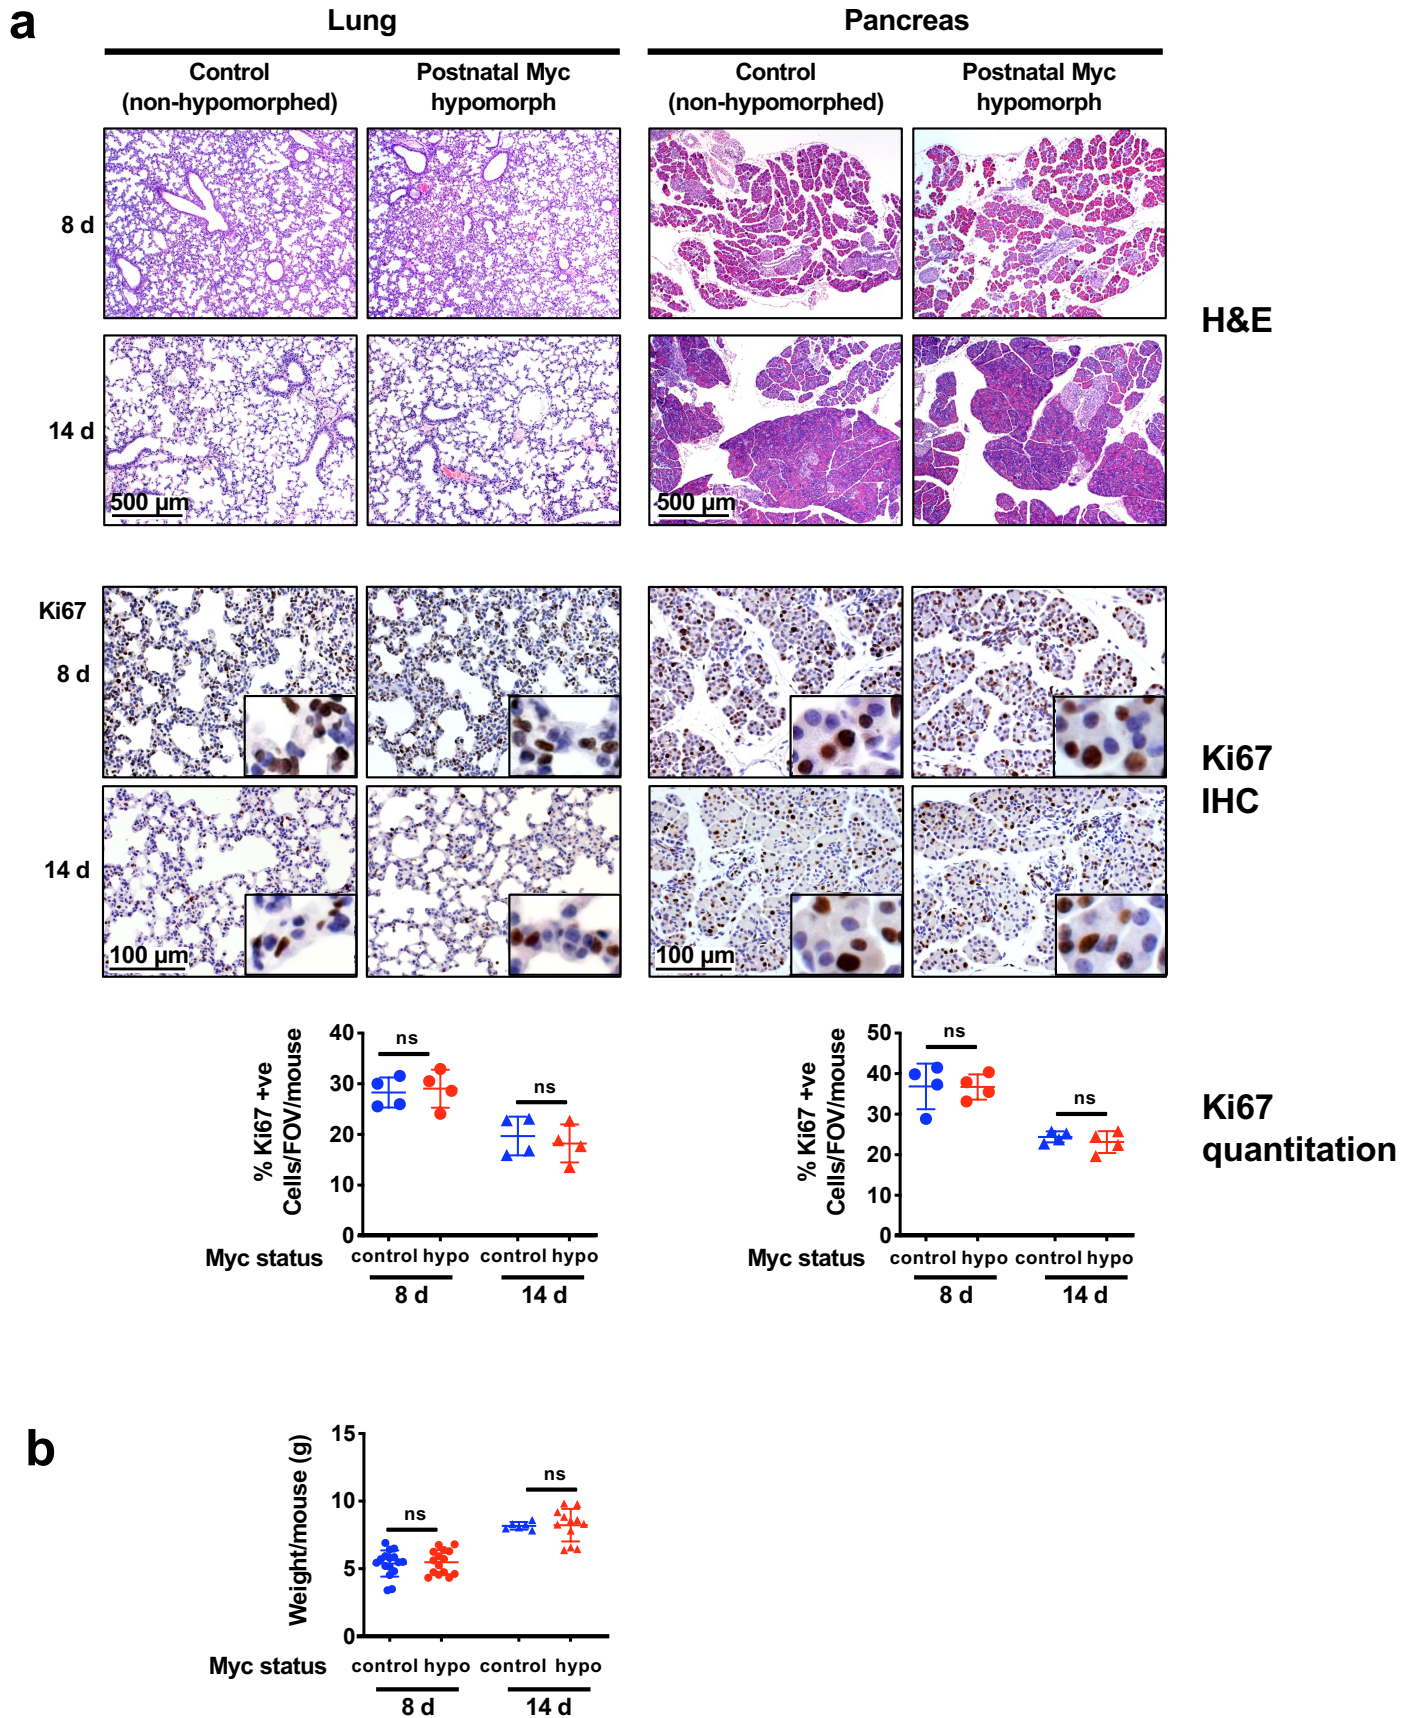 a
Lung
Pancreas
Control
(non-hypomorphed)
Postnatal Myc
hypomorph
Control
(non-hypomorphed)
Postnatal Myc
hypomorph
8 d
H&E
14 d
500 µm
500 µm
Ki67
8 d
Ki67
IHC
14 d
100 µm
100 µm
% Ki67 +ve
Cells/FOV/mouse
40
30
20
10
0
ns
ns
Myc status
control hypo control hypo
8 d
14 d
% Ki67 +ve
Cells/FOV/mouse
50
40
30
20
10
0
ns
ns
Myc status
control hypo control hypo
8 d
14 d
Ki67
quantitation
b
Weight/mouse (g)
15
10
5
0
ns
ns
Myc status
control hypo control hypo
8 d
14 d